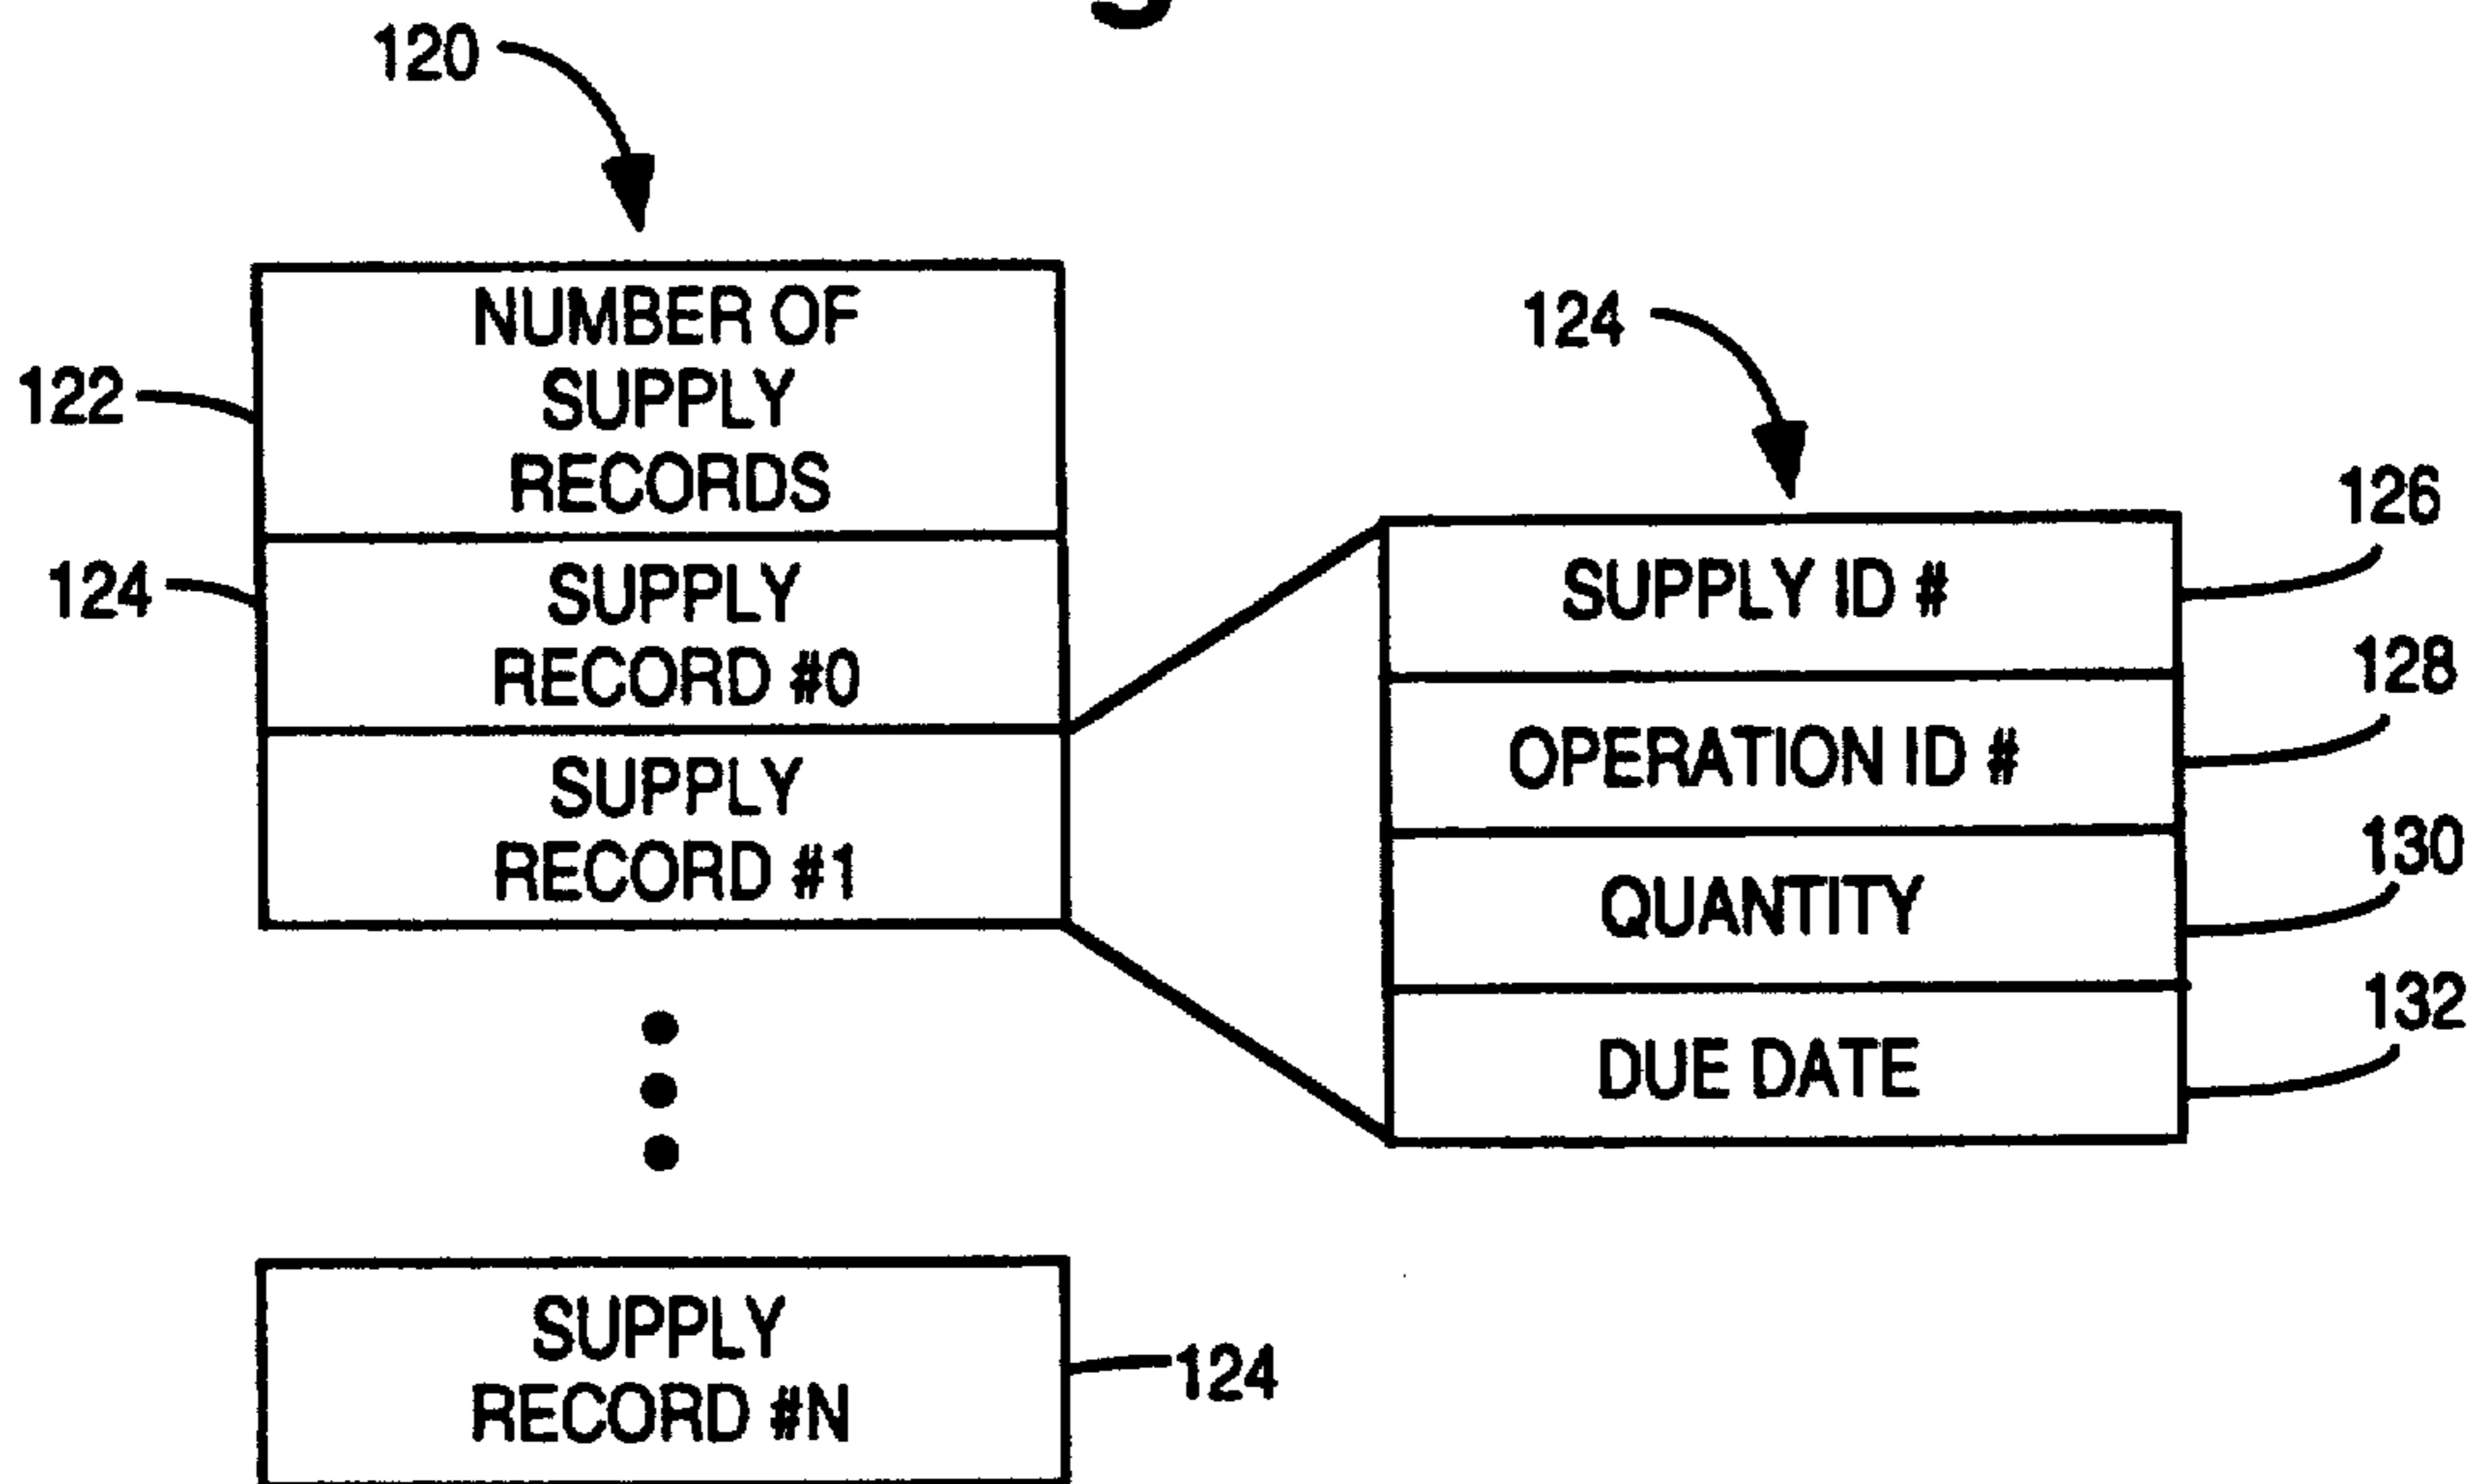 120
NUMBER OF
SUPPLY
RECORDS
122
SUPPLY
RECORD #0
124
SUPPLY
RECORD #1
SUPPLY
RECORD #N
124
124
SUPPLY ID #
126
OPERATION ID #
128
QUANTITY
130
DUE DATE
132